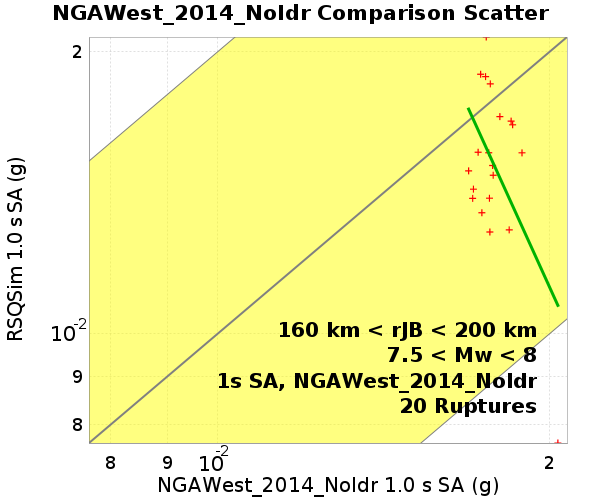 NGAWest_2014_NoIdr Comparison Scatter
2
RSQSim 1.0 s SA (g)
10-2
9
8
160 km < rJB < 200 km
7.5 < Mw < 8
1s SA, NGAWest_2014_NoIdr
20 Ruptures
8 9 10-2 2
NGAWest_2014_NoIdr 1.0 s SA (g)